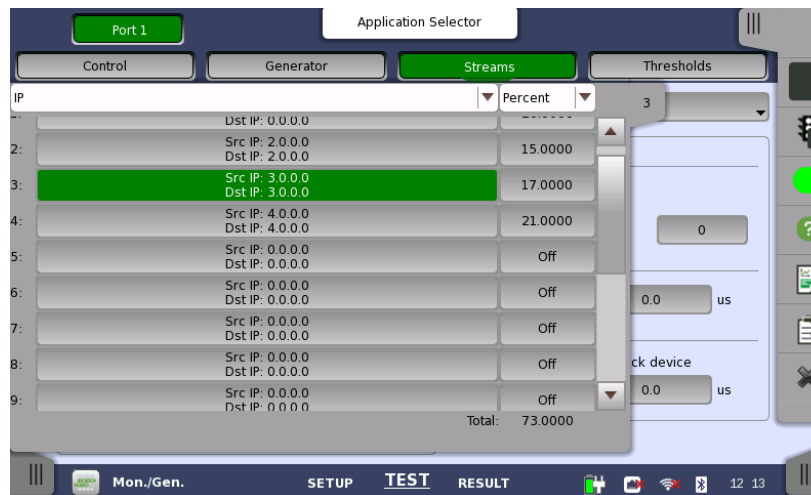 Port 1
Application Selector
Control
Generator
Streams
Thresholds
IP
Percent
3
Dst IP: 0.0.0.0
2:
Src IP: 2.0.0.0
Dst IP: 2.0.0.0
15.0000
3:
Src IP: 3.0.0.0
Dst IP: 3.0.0.0
17.0000
4:
Src IP: 4.0.0.0
Dst IP: 4.0.0.0
21.0000
0
5:
Src IP: 0.0.0.0
Dst IP: 0.0.0.0
Off
6:
Src IP: 0.0.0.0
Dst IP: 0.0.0.0
Off
0.0 us
7:
Src IP: 0.0.0.0
Dst IP: 0.0.0.0
Off
8:
Src IP: 0.0.0.0
Dst IP: 0.0.0.0
Off
ck device
9:
Src IP: 0.0.0.0
Dst IP: 0.0.0.0
Off
0.0 us
Total: 73.0000
Mon./Gen.
SETUP
TEST
RESULT
12 13